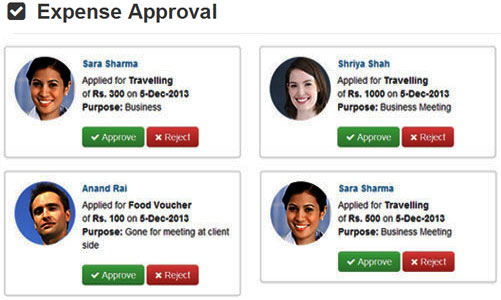 Expense Approval
Sara Sharma
Applied for Travelling
of Rs. 300 on 5-Dec-2013
Purpose: Business
Approve Reject
Shriya Shah
Applied for Travelling
of Rs. 1000 on 5-Dec-2013
Purpose: Business Meeting
Approve Reject
Anand Rai
Applied for Food Voucher
of Rs. 100 on 5-Dec-2013
Purpose: Gone for meeting at client
side
Approve Reject
Sara Sharma
Applied for Travelling
of Rs. 500 on 5-Dec-2013
Purpose: Business Meeting
Approve Reject